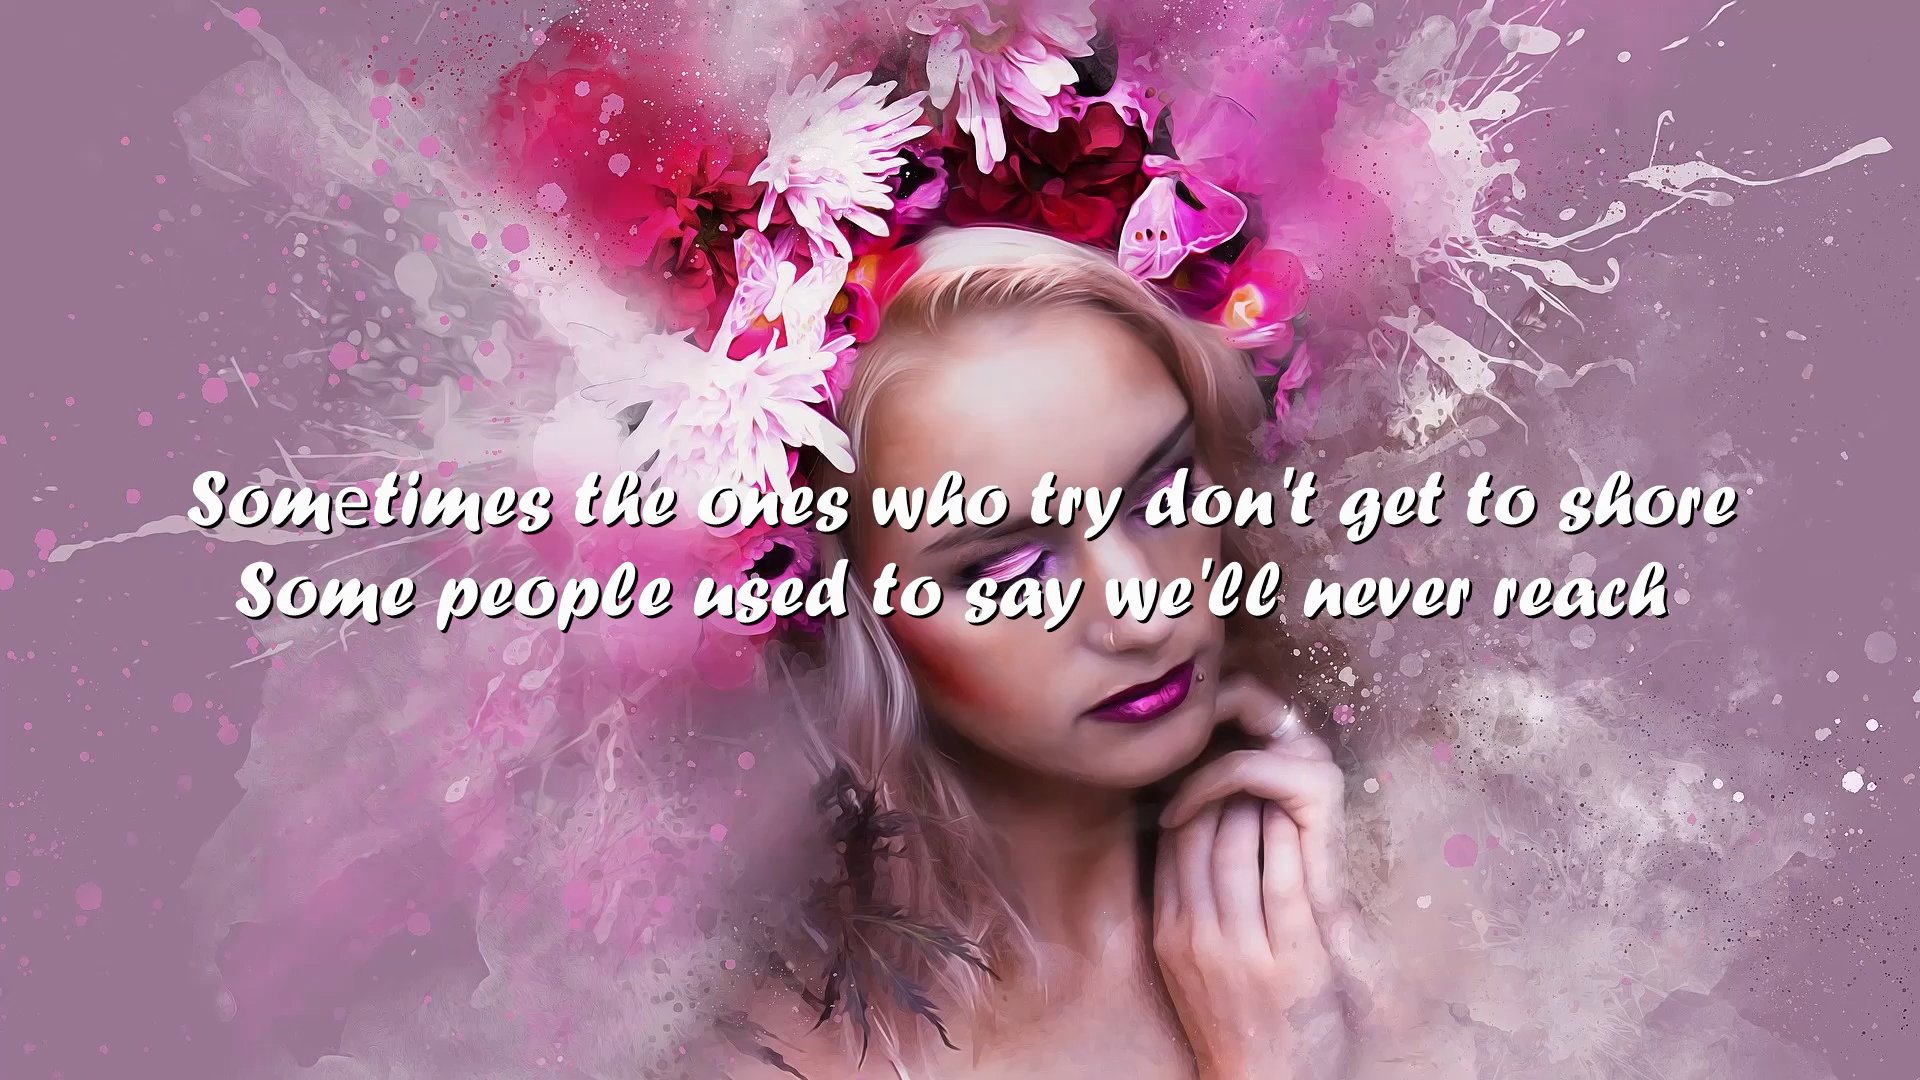 Sometimes the ones who try don't get to shore
Some people used to say we'll never reach